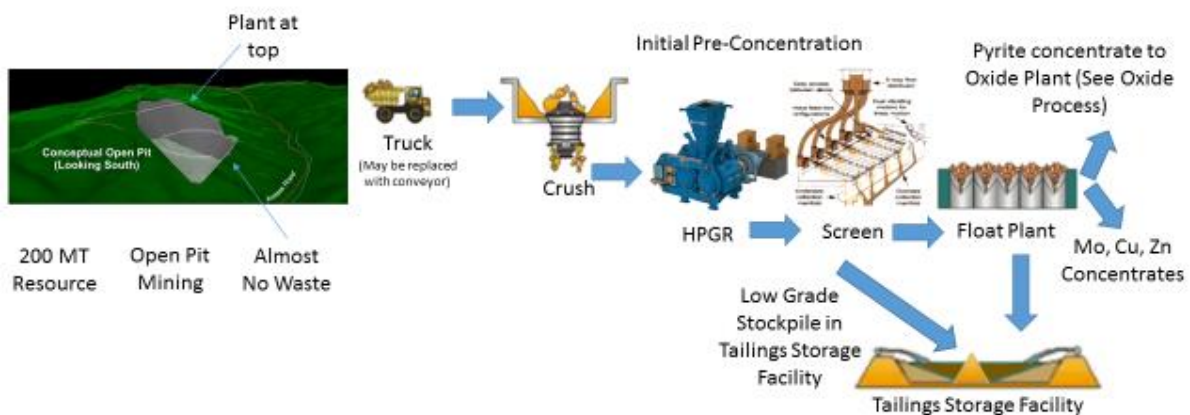 Plant at
top
Conceptual Open Pit
(Looking South)
200 MT
Resource
Open Pit
Mining
Almost
No Waste
Truck
(May be replaced
with conveyor)
Crush
Initial Pre-Concentration
HPGR
Screen
Float Plant
Pyrite concentrate to
Oxide Plant (See Oxide
Process)
Mo, Cu, Zn
Concentrates
Low Grade
Stockpile in
Tailings Storage
Facility
Tailings Storage Facility